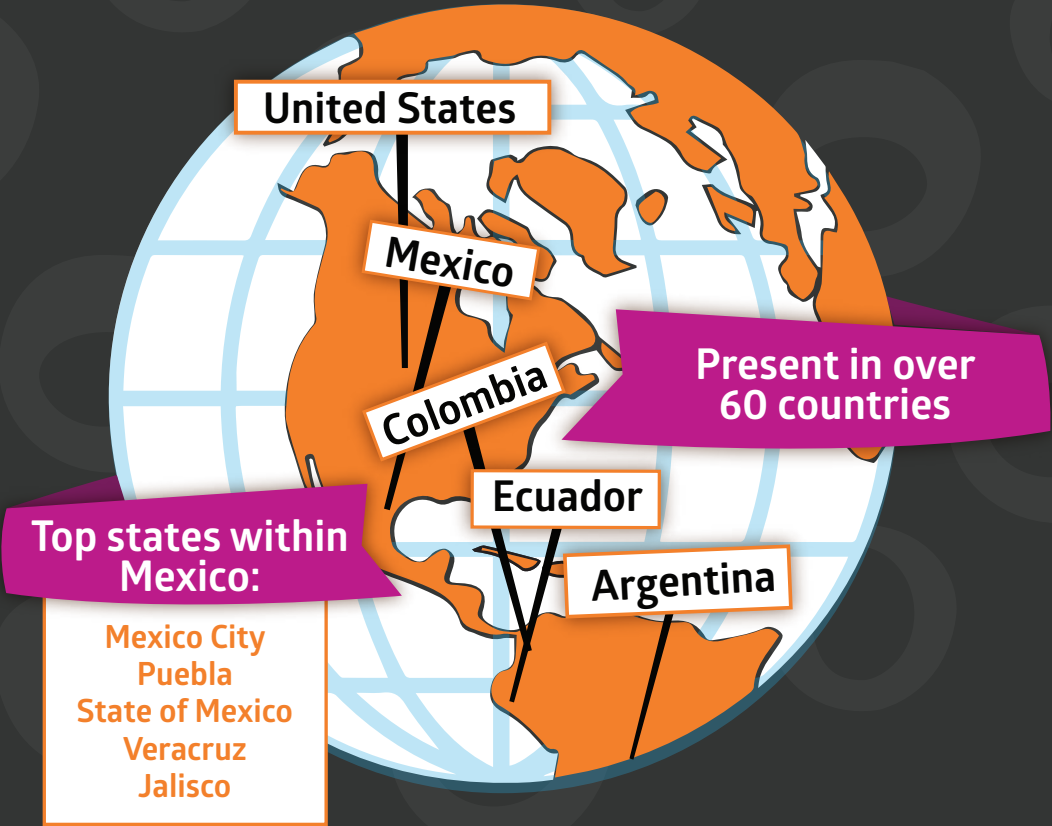 United States
Mexico
Colombia
Ecuador
Argentina
Present in over
60 countries
Top states within
Mexico:
Mexico City
Puebla
State of Mexico
Veracruz
Jalisco